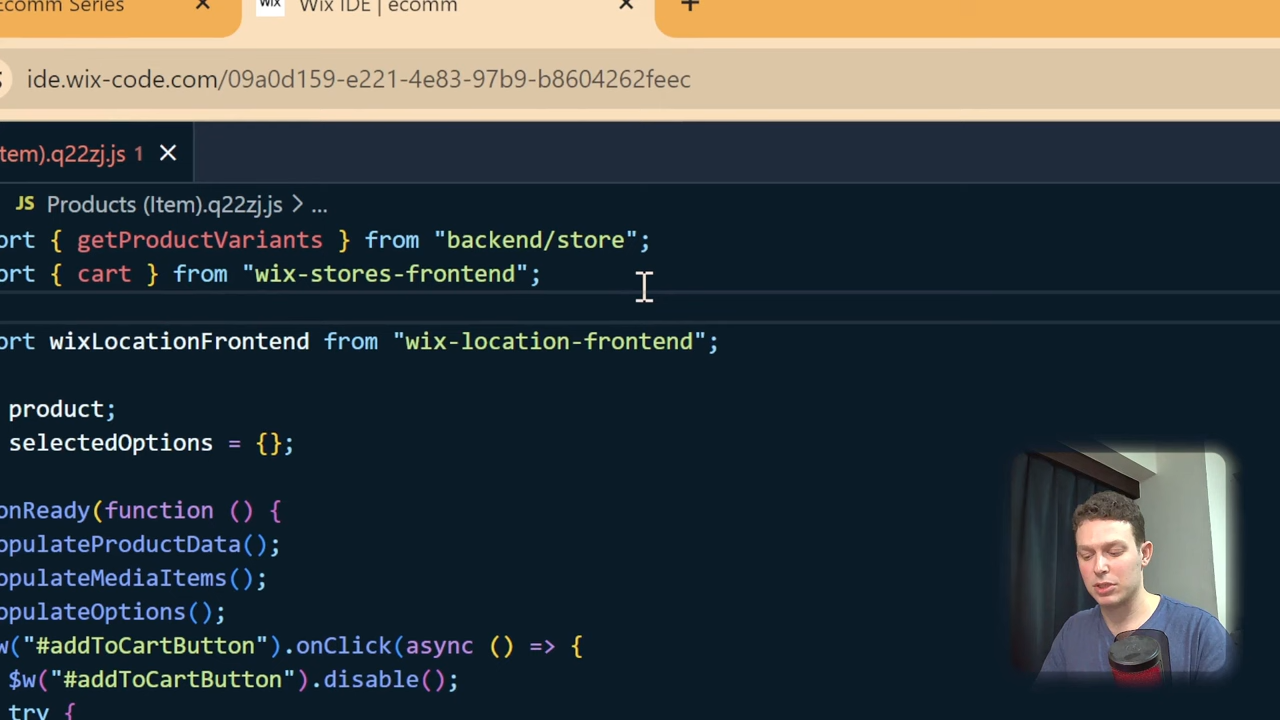 Ecomm Series
Wix IDE | ecomm
ide.wix-code.com/09a0d159-e221-4e83-97b9-b8604262feec
tem).q22zj.js 1
JS Products (Item).q22zj.js > ...
ort { getProductVariants } from "backend/store";
ort { cart } from "wix-stores-frontend";
ort wixLocationFrontend from "wix-location-frontend";
product;
selectedOptions = {};
onReady(function () {
opulateProductData();
opulateMediaItems();
opulateOptions();
w("#addToCartButton").onClick(async () => {
$w("#addToCartButton").disable();
try {